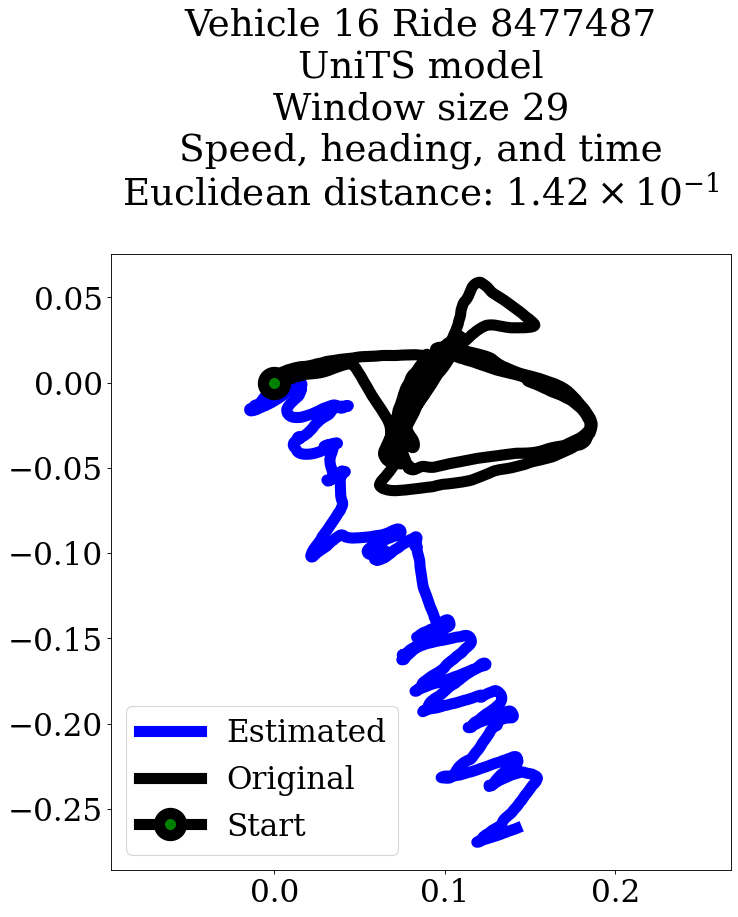 Vehicle 16 Ride 8477487
UniTS model
Window size 29
Speed, heading, and time
Euclidean distance: 1.42 × 10⁻¹
0.05
0.00
−0.05
−0.10
−0.15
−0.20
−0.25
Estimated
Original
Start
0.0 0.1 0.2